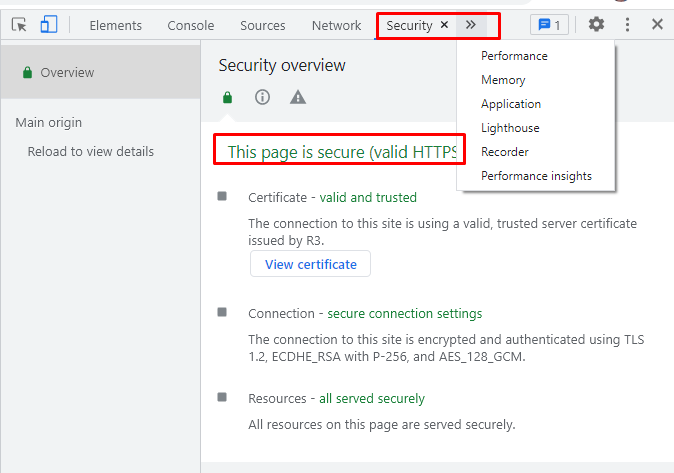 Elements Console Sources Network Security × » 1
Performance
Memory
Application
Lighthouse
Recorder
Performance insights
Overview
Main origin
Reload to view details
Security overview
This page is secure (valid HTTPS
Certificate - valid and trusted
The connection to this site is using a valid, trusted server certificate
issued by R3.
View certificate
Connection - secure connection settings
The connection to this site is encrypted and authenticated using TLS
1.2, ECDHE_RSA with P-256, and AES_128_GCM.
Resources - all served securely
All resources on this page are served securely.